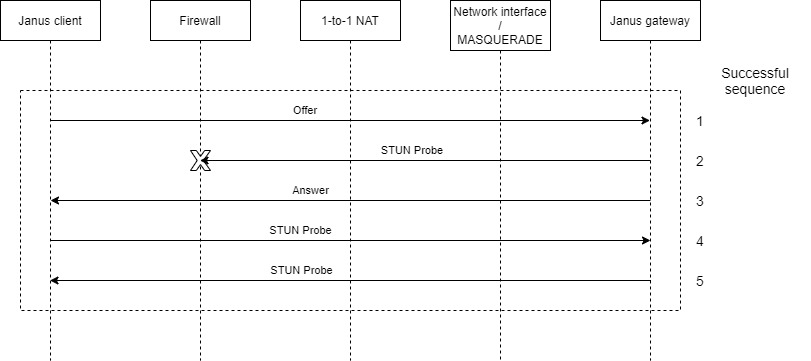 Janus client
Firewall
1-to-1 NAT
Network interface
/
MASQUERADE
Janus gateway
Successful
sequence
Offer
1
STUN Probe
2
Answer
3
STUN Probe
4
STUN Probe
5